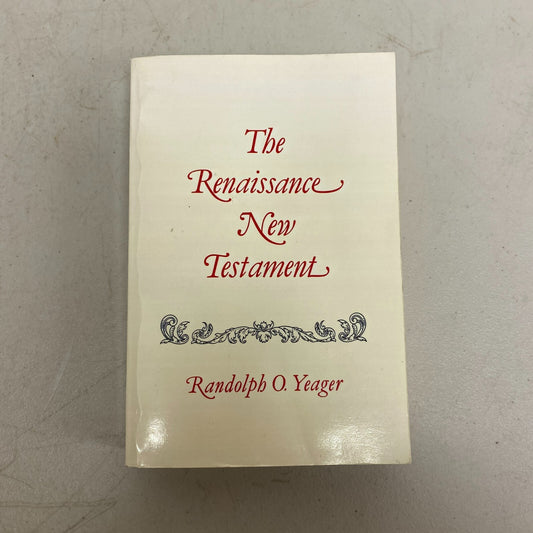 The
Renaissance
New
Testament
Randolph O. Yeager